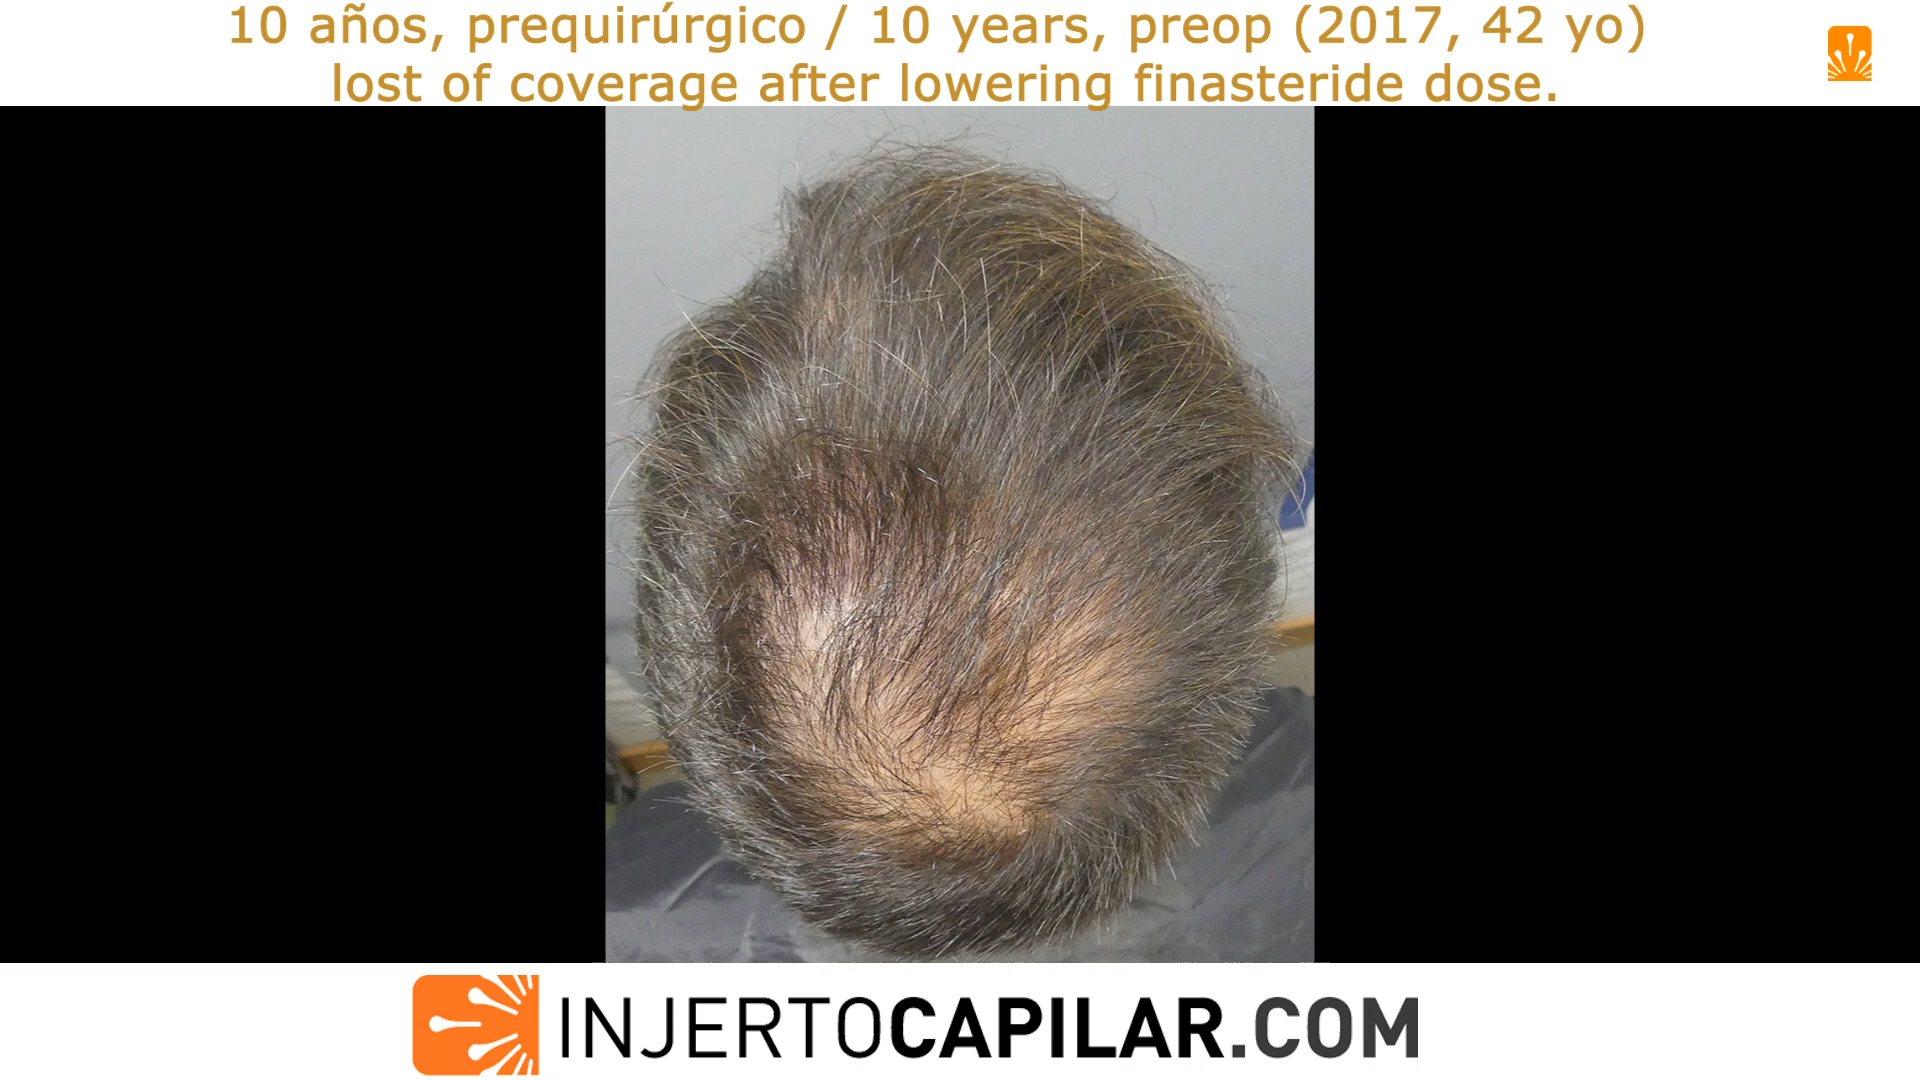 10 años, prequirúrgico / 10 years, preop (2017, 42 yo)
lost of coverage after lowering finasteride dose.
INJERTOCAPILAR.COM